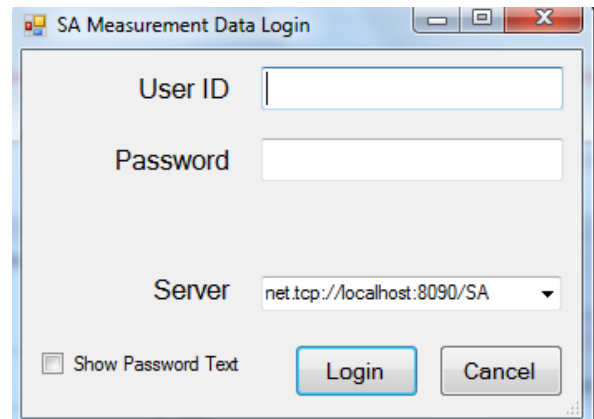 SA Measurement Data Login
User ID
Password
Server net.tcp://localhost:8090/SA
Show Password Text Login Cancel